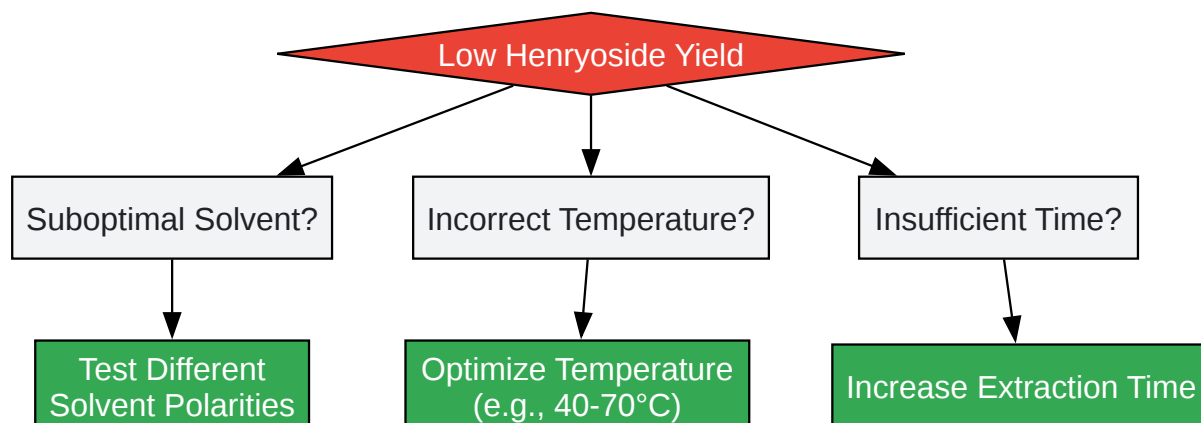 Low Henryoside Yield
Suboptimal Solvent?
Incorrect Temperature?
Insufficient Time?
Test Different
Solvent Polarities
Optimize Temperature
(e.g., 40-70°C)
Increase Extraction Time